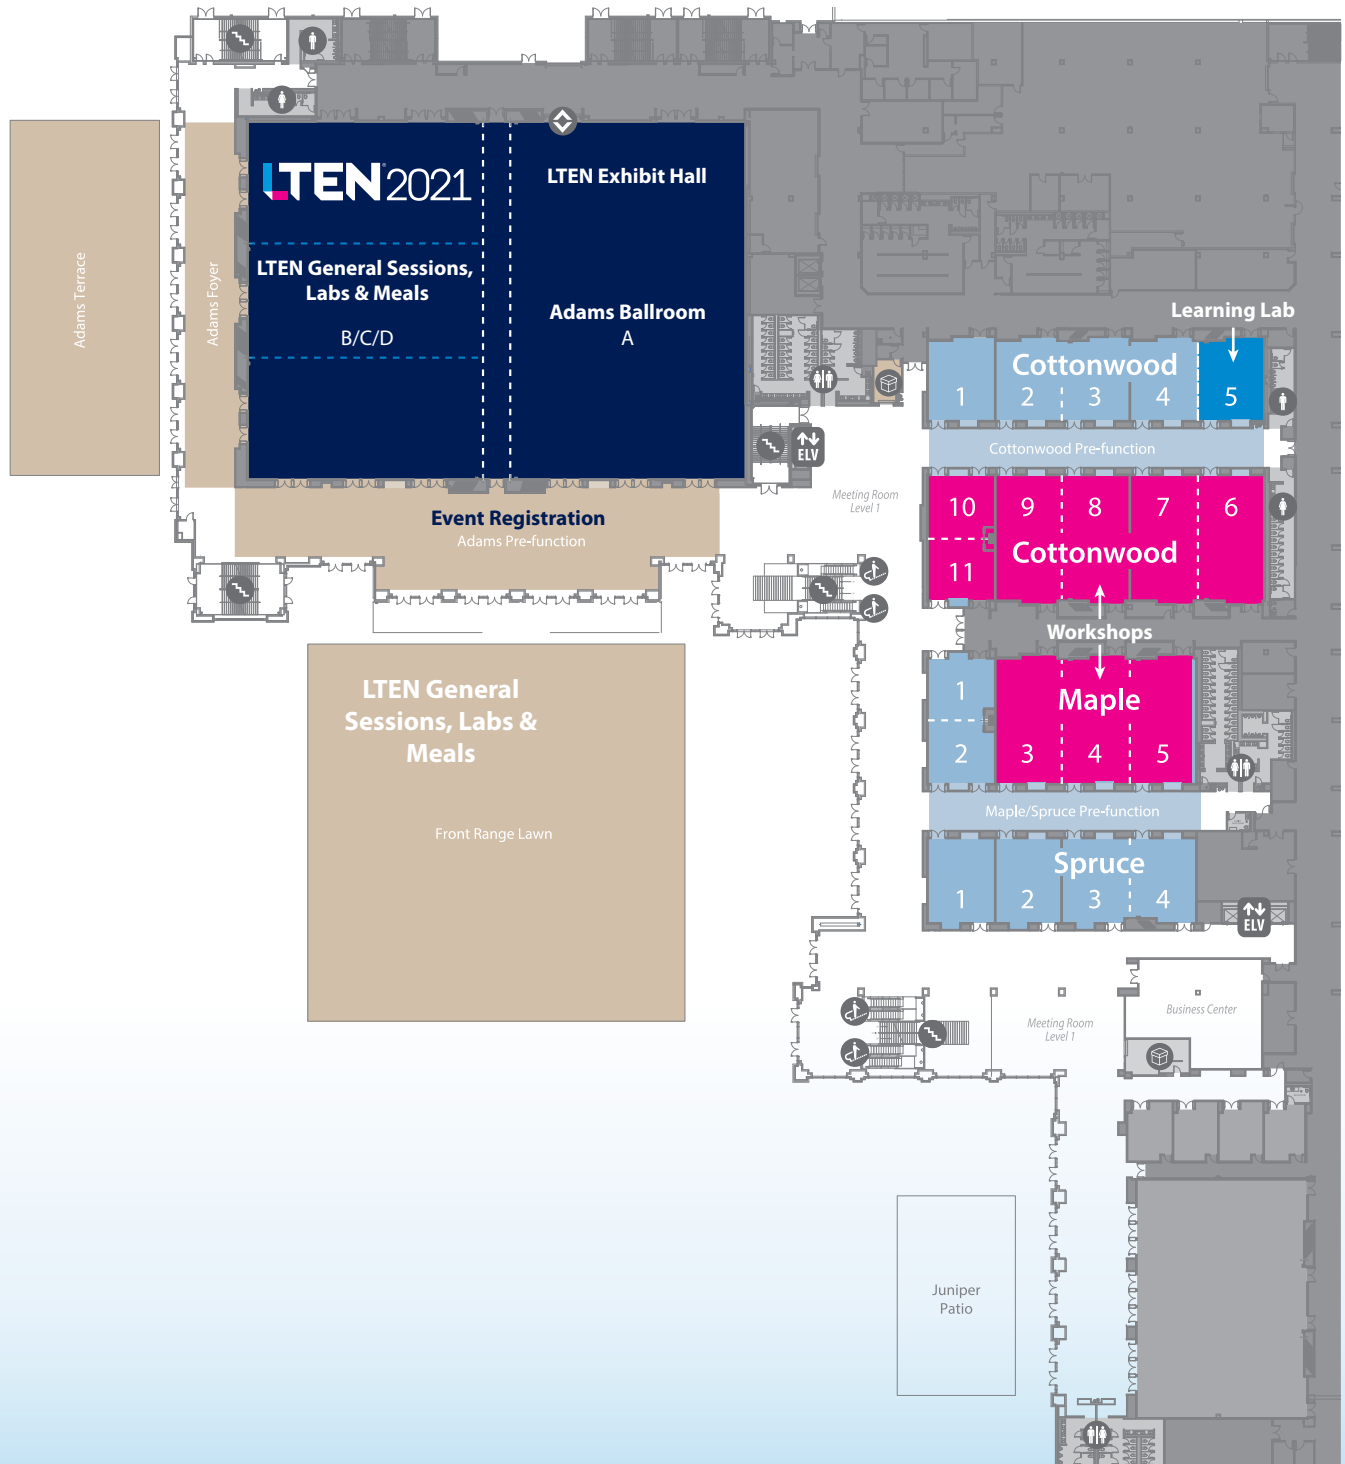 LTEN 2021
LTEN Exhibit Hall
LTEN General Sessions,
Labs & Meals
B/C/D
Adams Ballroom
A
Adams Terrace
Adams Foyer
Event Registration
Adams Pre-function
ELV
Meeting Room
Level 1
Learning Lab
Cottonwood
1
2
3
4
5
Cottonwood Pre-function
10
9
8
7
6
Cottonwood
11
Workshops
Maple
1
2
3
4
5
Maple/Spruce Pre-function
Spruce
1
2
3
4
ELV
LTEN General
Sessions, Labs &
Meals
Front Range Lawn
Business Center
Meeting Room
Level 1
Juniper
Patio